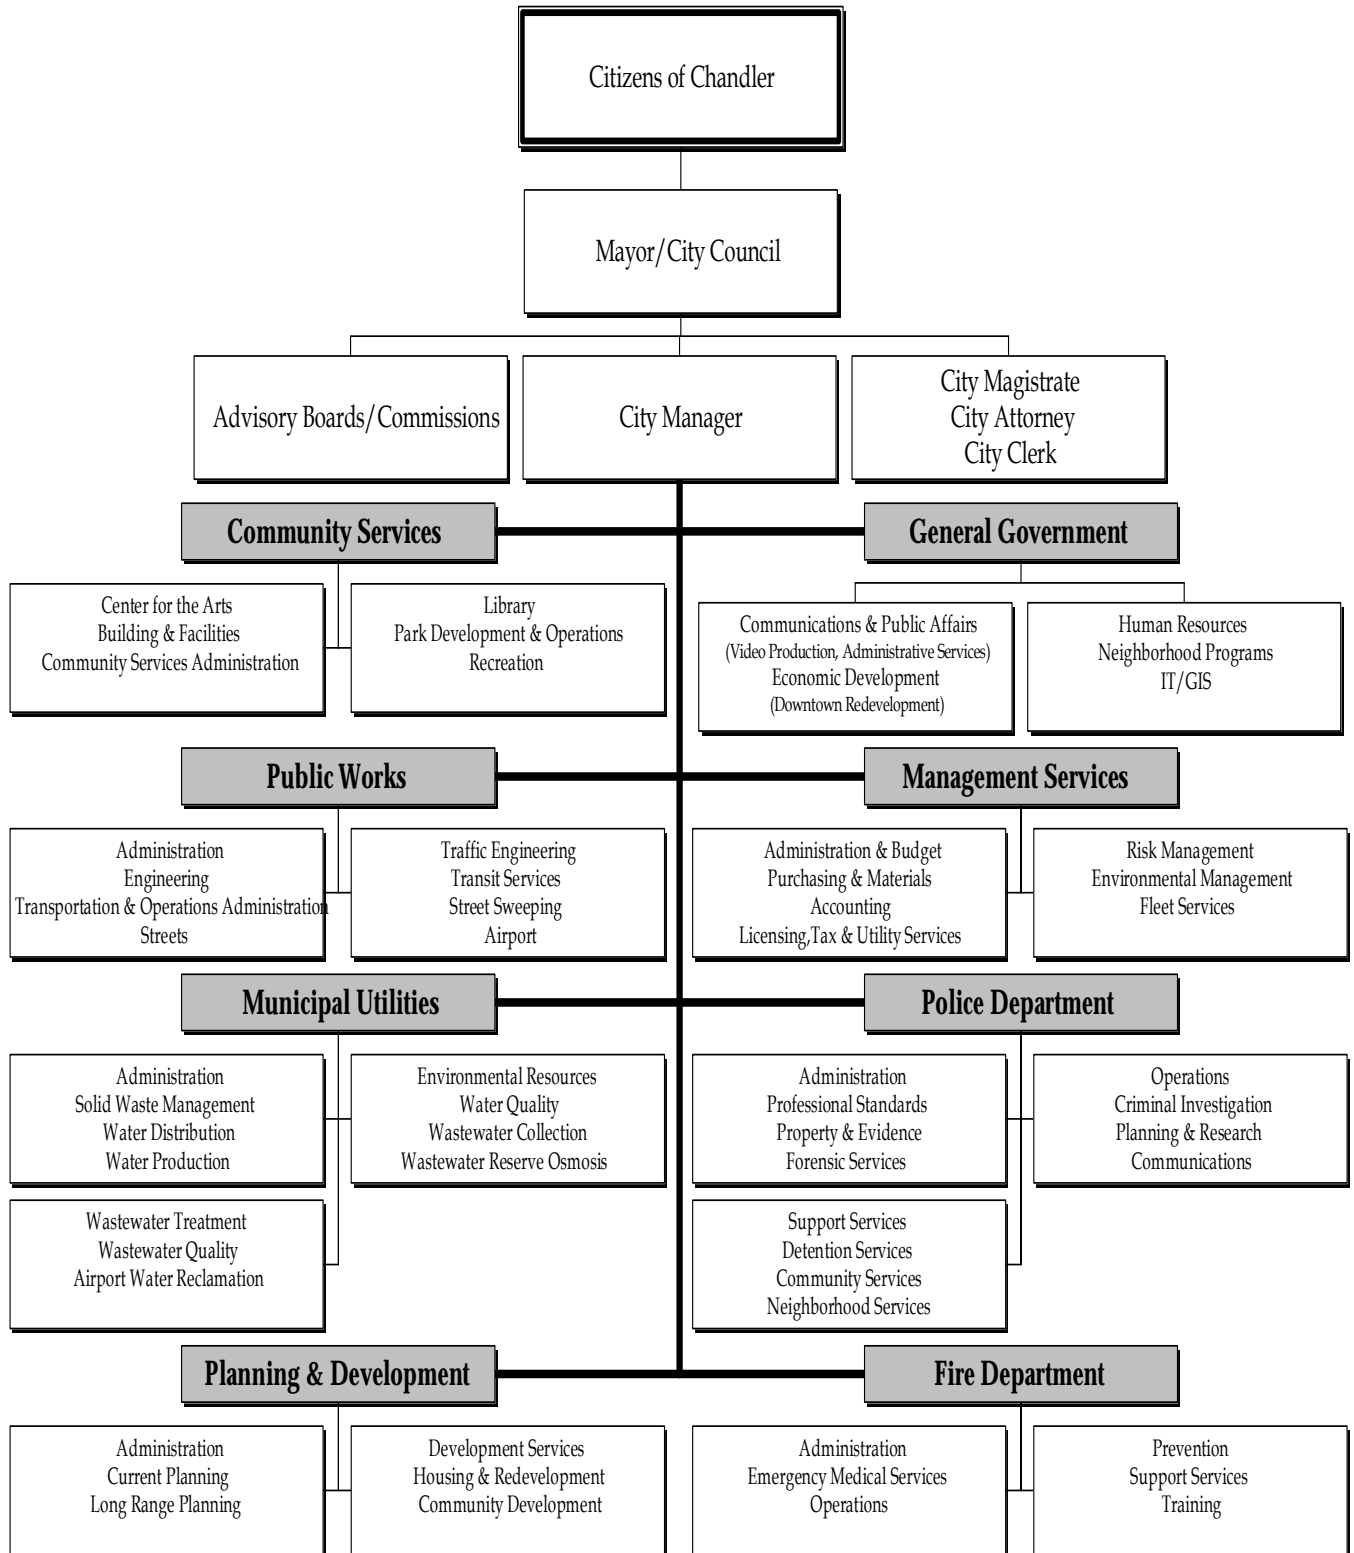 Citizens of Chandler
Mayor/City Council
Advisory Boards/Commissions
City Manager
City Magistrate
City Attorney
City Clerk
Community Services
General Government
Center for the Arts
Building & Facilities
Community Services Administration
Library
Park Development & Operations
Recreation
Communications & Public Affairs
(Video Production, Administrative Services)
Economic Development
(Downtown Redevelopment)
Human Resources
Neighborhood Programs
IT/GIS
Public Works
Management Services
Administration
Engineering
Transportation & Operations Administration
Streets
Traffic Engineering
Transit Services
Street Sweeping
Airport
Administration & Budget
Purchasing & Materials
Accounting
Licensing,Tax & Utility Services
Risk Management
Environmental Management
Fleet Services
Municipal Utilities
Police Department
Administration
Solid Waste Management
Water Distribution
Water Production
Environmental Resources
Water Quality
Wastewater Collection
Wastewater Reserve Osmosis
Administration
Professional Standards
Property & Evidence
Forensic Services
Operations
Criminal Investigation
Planning & Research
Communications
Wastewater Treatment
Wastewater Quality
Airport Water Reclamation
Support Services
Detention Services
Community Services
Neighborhood Services
Planning & Development
Fire Department
Administration
Current Planning
Long Range Planning
Development Services
Housing & Redevelopment
Community Development
Administration
Emergency Medical Services
Operations
Prevention
Support Services
Training